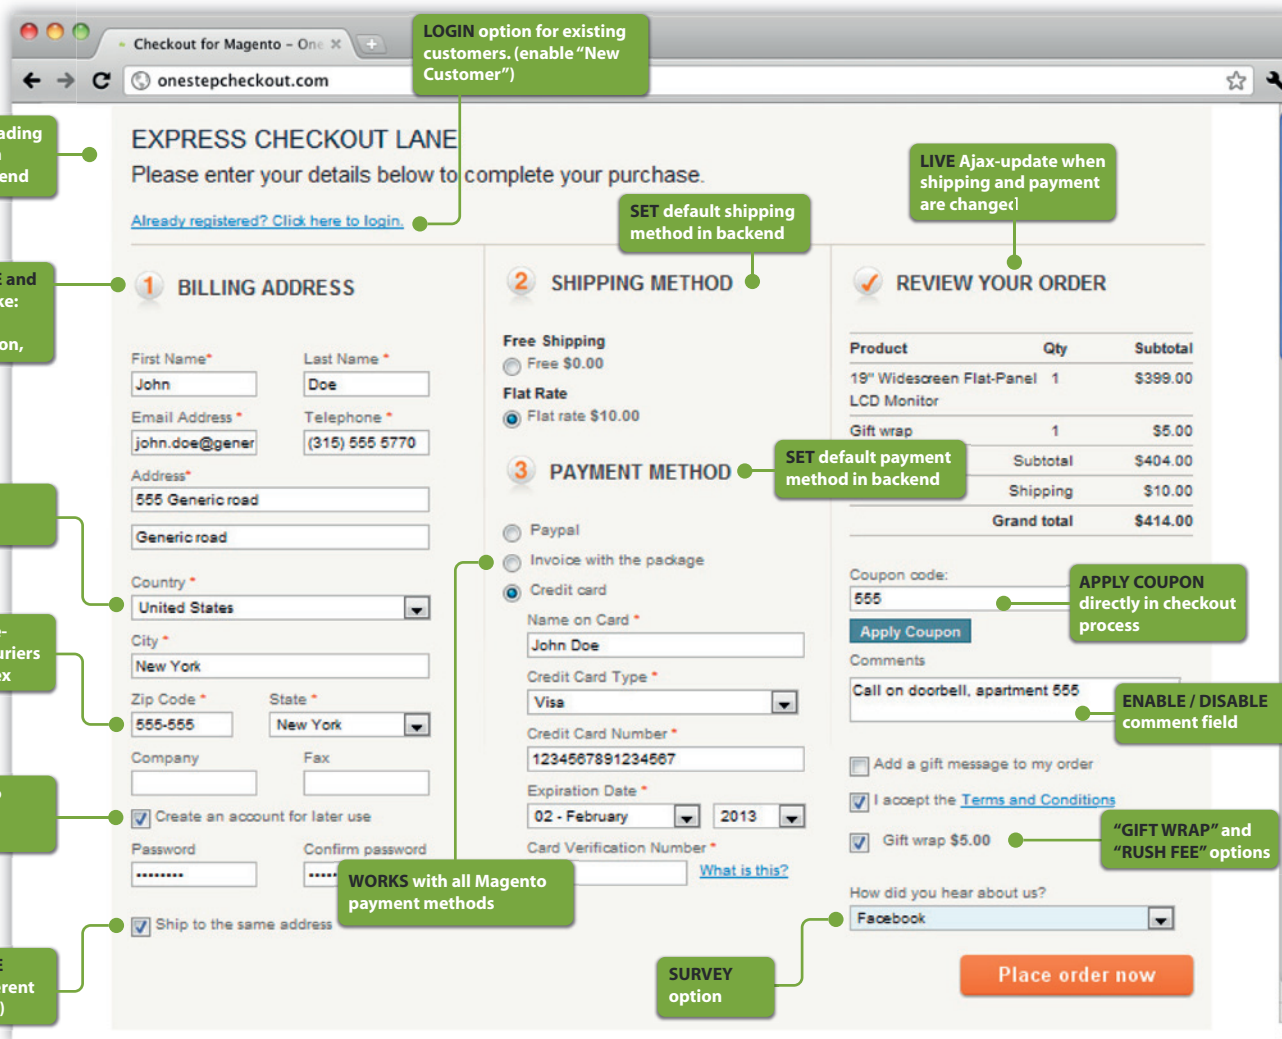 Checkout for Magento – One
onestepcheckout.com
LOGIN option for existing
customers. (enable “New
Customer”)
EXPRESS CHECKOUT LANE
Please enter your details below to complete your purchase.
Already registered? Click here to login.
end
SET default shipping
method in backend
LIVE Ajax-update when
shipping and payment
are changed
and
1 BILLING ADDRESS
First Name*
Last Name *
John
Doe
Email Address *
Telephone *
john.doe@gener
(315) 555 5770
Address*
555 Generic road
Generic road
Country *
United States
City *
New York
Zip Code *
State *
555-555
New York
Company
Fax
Create an account for later use
Password
Confirm password
••••••••
Ship to the same address
2 SHIPPING METHOD
Free Shipping
Free $0.00
Flat Rate
Flat rate $10.00
3 PAYMENT METHOD
SET default payment
method in backend
Paypal
Invoice with the package
Credit card
Name on Card *
John Doe
Credit Card Type *
Visa
Credit Card Number *
1234567891234567
Expiration Date *
02 - February
2013
Card Verification Number *
What is this?
WORKS with all Magento
payment methods
REVIEW YOUR ORDER
Product Qty Subtotal
19" Widescreen Flat-Panel 1 $399.00
LCD Monitor
Gift wrap 1 $5.00
Subtotal $404.00
Shipping $10.00
Grand total $414.00
Coupon code:
555
APPLY COUPON
directly in checkout
process
Apply Coupon
Comments
Call on doorbell, apartment 555
ENABLE / DISABLE
comment field
Add a gift message to my order
I accept the Terms and Conditions
Gift wrap $5.00
“GIFT WRAP” and
“RUSH FEE” options
How did you hear about us?
Facebook
SURVEY
option
Place order now